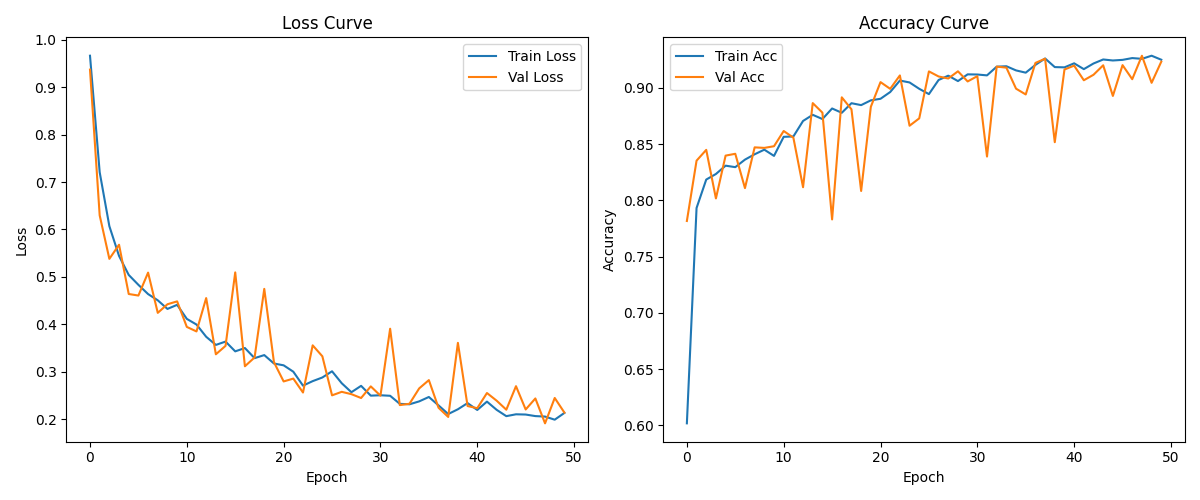 Loss Curve
1.0
0.9
0.8
0.7
0.6
0.5
0.4
0.3
0.2
0 10 20 30 40 50
Loss
Epoch
Train Loss
Val Loss
Accuracy Curve
0.90
0.85
0.80
0.75
0.70
0.65
0.60
0 10 20 30 40 50
Accuracy
Epoch
Train Acc
Val Acc